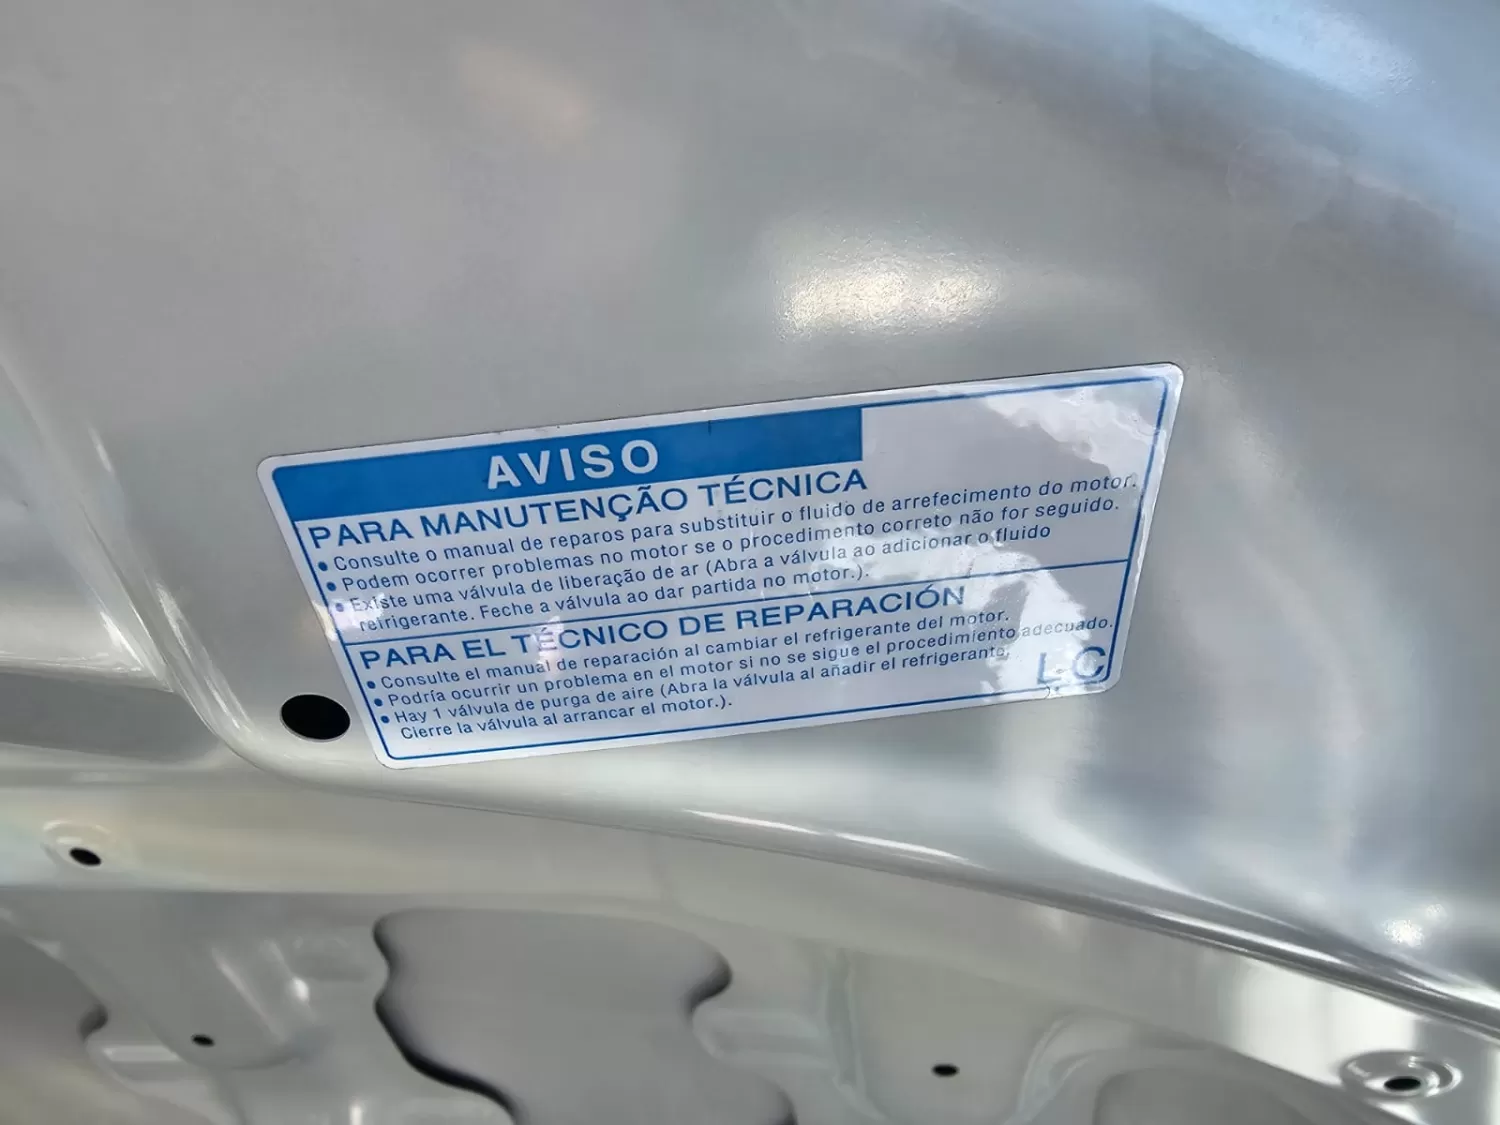 AVISO
PARA MANUTENÇÃO TÉCNICA
• Consulte o manual de reparos para substituir o fluido de arrefecimento do motor.
• Podem ocorrer problemas no motor se o procedimento correto não for seguido.
• Existe uma válvula de liberação de ar (Abra a válvula ao adicionar o fluido
refrigerante. Feche a válvula ao dar partida no motor.).
PARA EL TÉCNICO DE REPARACIÓN
• Consulte el manual de reparación al cambiar el refrigerante del motor.
• Podría ocurrir un problema en el motor si no se sigue el procedimiento adecuado.
• Hay 1 válvula de purga de aire (Abra la válvula al añadir el refrigerante.
Cierre la válvula al arrancar el motor.).
L-C